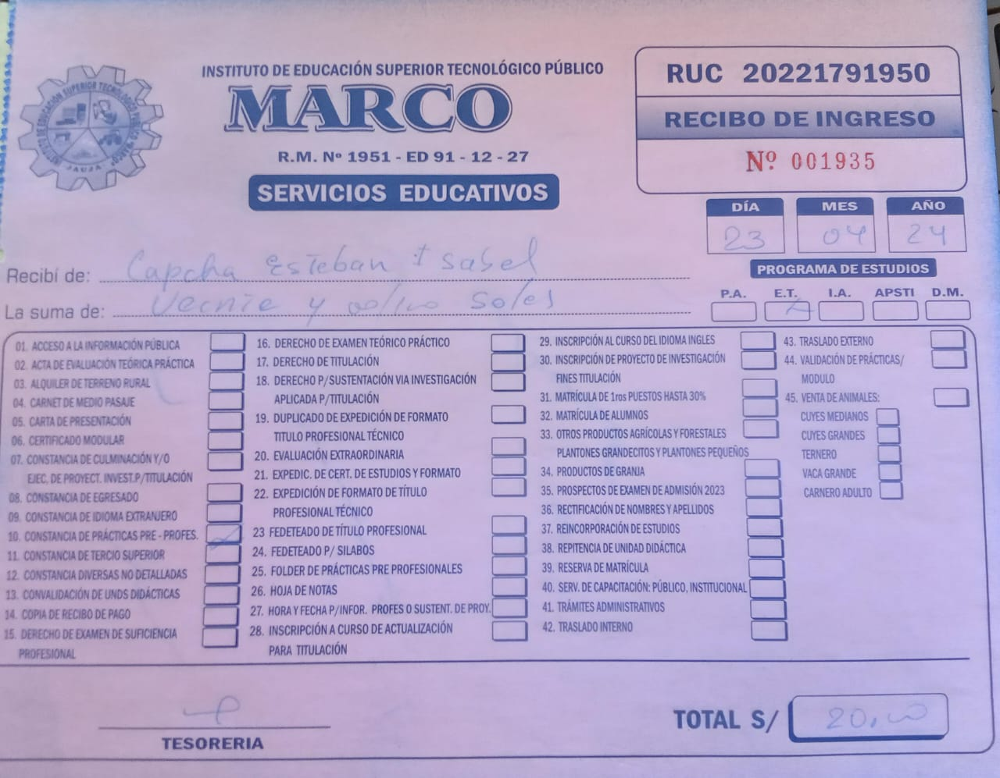 INSTITUTO DE EDUCACIÓN SUPERIOR TECNOLÓGICO PÚBLICO
MARCO
R.M. Nº 1951 - ED 91 - 12 - 27
SERVICIOS EDUCATIVOS
INSTITUTO DE EDUCACIÓN SUPERIOR TECNOLÓGICO PÚBLICO "MARCO"
JAUJA
RUC 20221791950
RECIBO DE INGRESO
Nº 001935
DÍA MES AÑO
23 04 24
Recibí de: Capcha Esteban Isabel
La suma de: y soles
PROGRAMA DE ESTUDIOS
P.A. E.T. I.A. APSTI D.M.
01. ACCESO A LA INFORMACIÓN PÚBLICA
02. ACTA DE EVALUACIÓN TEÓRICA PRÁCTICA
03. ALQUILER DE TERRENO RURAL
04. CARNET DE MEDIO PASAJE
05. CARTA DE PRESENTACIÓN
06. CERTIFICADO MODULAR
07. CONSTANCIA DE CULMINACIÓN Y/O
EJEC. DE PROYECT. INVEST.P/TITULACIÓN
08. CONSTANCIA DE EGRESADO
09. CONSTANCIA DE IDIOMA EXTRANJERO
10. CONSTANCIA DE PRÁCTICAS PRE - PROFES.
11. CONSTANCIA DE TERCIO SUPERIOR
12. CONSTANCIA DIVERSAS NO DETALLADAS
13. CONVALIDACIÓN DE UNDS DIDÁCTICAS
14. COPIA DE RECIBO DE PAGO
15. DERECHO DE EXAMEN DE SUFICIENCIA
PROFESIONAL
16. DERECHO DE EXAMEN TEÓRICO PRÁCTICO
17. DERECHO DE TITULACIÓN
18. DERECHO P/SUSTENTACIÓN VIA INVESTIGACIÓN
APLICADA P/TITULACIÓN
19. DUPLICADO DE EXPEDICIÓN DE FORMATO
TITULO PROFESIONAL TÉCNICO
20. EVALUACIÓN EXTRAORDINARIA
21. EXPEDIC. DE CERT. DE ESTUDIOS Y FORMATO
22. EXPEDICIÓN DE FORMATO DE TÍTULO
PROFESIONAL TÉCNICO
23 FEDETEADO DE TÍTULO PROFESIONAL
24. FEDETEADO P/ SILABOS
25. FOLDER DE PRÁCTICAS PRE PROFESIONALES
26. HOJA DE NOTAS
27. HORA Y FECHA P/INFOR. PROFES O SUSTENT. DE PROY.
28. INSCRIPCIÓN A CURSO DE ACTUALIZACIÓN
PARA TITULACIÓN
29. INSCRIPCIÓN AL CURSO DEL IDIOMA INGLES
30. INSCRIPCIÓN DE PROYECTO DE INVESTIGACIÓN
FINES TITULACIÓN
31. MATRÍCULA DE 1ros PUESTOS HASTA 30%
32. MATRÍCULA DE ALUMNOS
33. OTROS PRODUCTOS AGRÍCOLAS Y FORESTALES
PLANTONES GRANDECITOS Y PLANTONES PEQUEÑOS
34. PRODUCTOS DE GRANJA
35. PROSPECTOS DE EXAMEN DE ADMISIÓN 2023
36. RECTIFICACIÓN DE NOMBRES Y APELLIDOS
37. REINCORPORACIÓN DE ESTUDIOS
38. REPITENCIA DE UNIDAD DIDÁCTICA
39. RESERVA DE MATRÍCULA
40. SERV. DE CAPACITACIÓN: PÚBLICO, INSTITUCIONAL
41. TRÁMITES ADMINISTRATIVOS
42. TRASLADO INTERNO
43. TRASLADO EXTERNO
44. VALIDACIÓN DE PRÁCTICAS/
MODULO
45. VENTA DE ANIMALES:
CUYES MEDIANOS
CUYES GRANDES
TERNERO
VACA GRANDE
CARNERO ADULTO
TESORERIA
TOTAL S/ 20,00